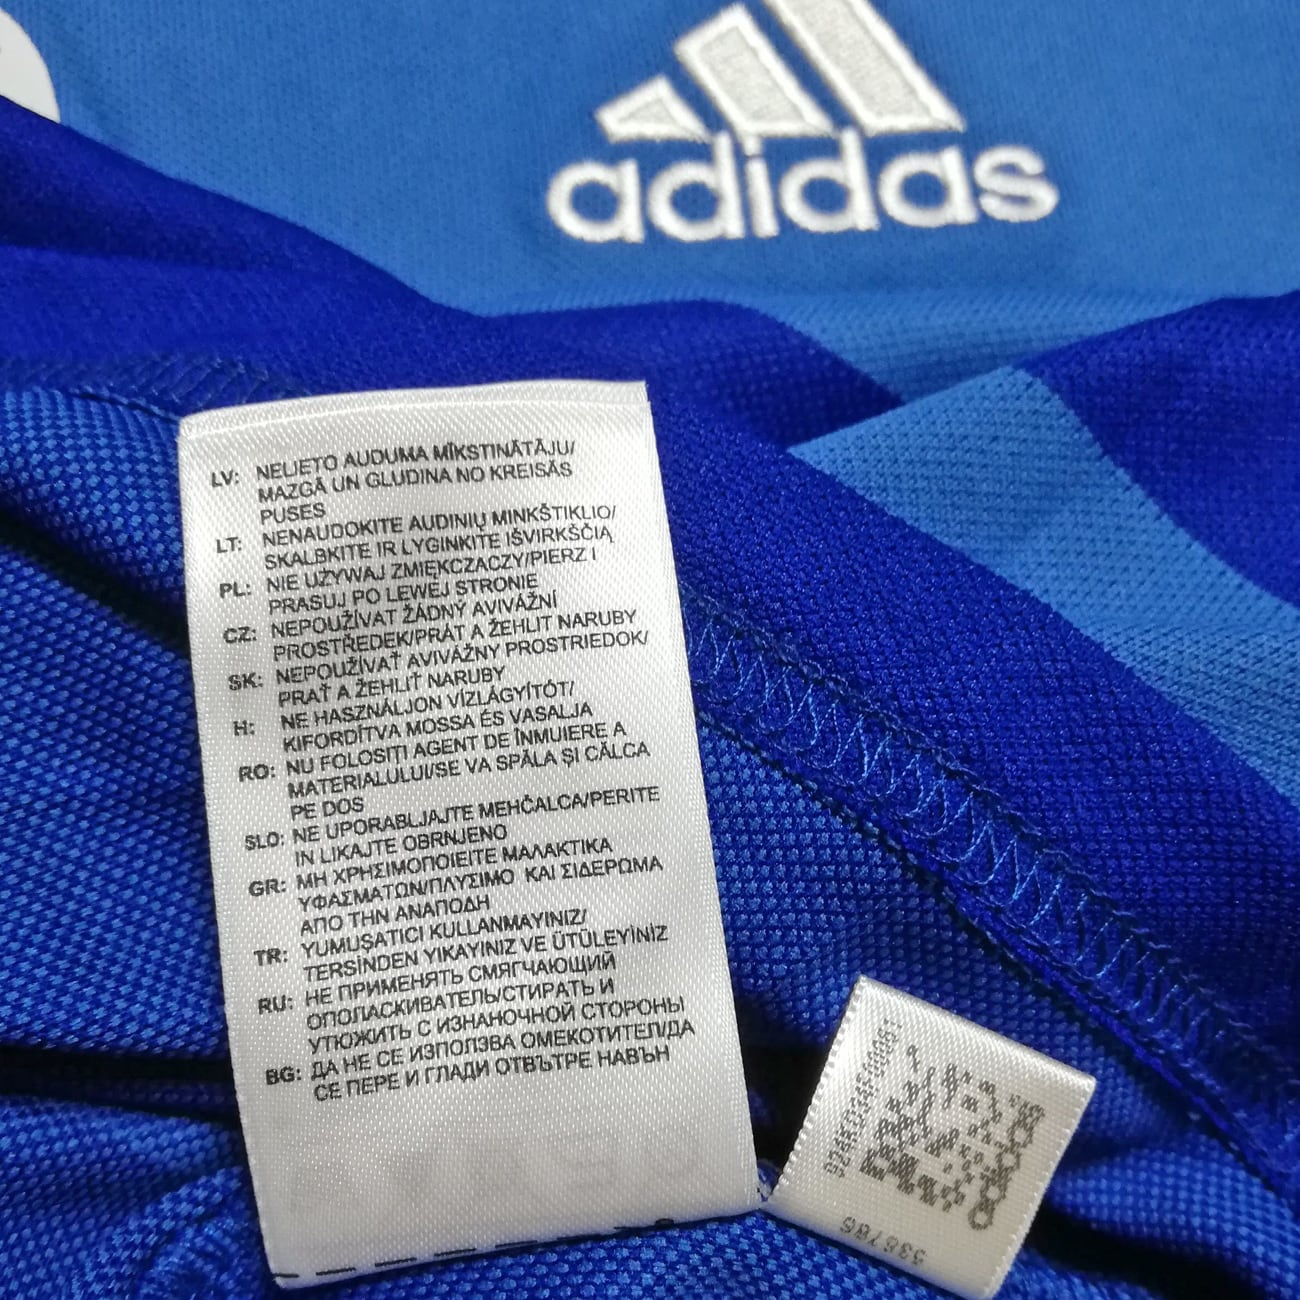 adidas
LV: NELIETO AUDUMA MĪKSTINĀTĀJU/
MAZGĀ UN GLUDINA NO KREISĀS
PUSES
LT: NENAUDOKITE AUDINIŲ MINKŠTIKLIO/
SKALBKITE IR LYGINKITE IŠVIRKŠČIĄ
PL: NIE UŻYWAJ ZMIĘKCZACZY/PIERZ I
PRASUJ PO LEWEJ STRONIE
CZ: NEPOUŽÍVAT ŽÁDNÝ AVIVÁŽNÍ
PROSTŘEDEK/PRÁT A ŽEHLIT NARUBY
SK: NEPOUŽÍVAŤ AVIVÁŽNY PROSTRIEDOK/
PRAŤ A ŽEHLIŤ NARUBY
H: NE HASZNÁLJON VÍZLÁGYÍTÓT/
KIFORDÍTVA MOSSA ÉS VASALJA
RO: NU FOLOSIȚI AGENT DE ÎNMUIERE A
MATERIALULUI/SE VA SPĂLA ȘI CĂLCA
PE DOS
SLO: NE UPORABLJAJTE MEHČALCA/PERITE
IN LIKAJTE OBRNJENO
GR: ΜΗ ΧΡΗΣΙΜΟΠΟΙΕΙΤΕ ΜΑΛΑΚΤΙΚΑ
ΥΦΑΣΜΑΤΩΝ/ΠΛΥΣΙΜΟ ΚΑΙ ΣΙΔΕΡΩΜΑ
ΑΠΟ ΤΗΝ ΑΝΑΠΟΔΗ
TR: YUMUŞATICI KULLANMAYINIZ/
TERSİNDEN YIKAYINIZ VE ÜTÜLEYİNİZ
RU: НЕ ПРИМЕНЯТЬ СМЯГЧАЮЩИЙ
ОПОЛАСКИВАТЕЛЬ/СТИРАТЬ И
УТЮЖИТЬ С ИЗНАНОЧНОЙ СТОРОНЫ
BG: ДА НЕ СЕ ИЗПОЛЗВА ОМЕКОТИТЕЛ/ДА
СЕ ПЕРЕ И ГЛАДИ ОТВЪТРЕ НАВЪН
adidas